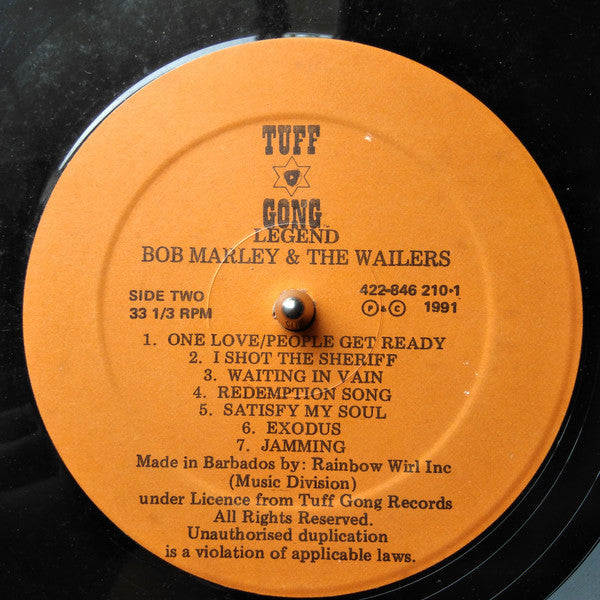 TUFF
GONG
LEGEND
BOB MARLEY & THE WAILERS
SIDE TWO
33 1/3 RPM
422-846 210-1
Ⓟ & © 1991
1. ONE LOVE/PEOPLE GET READY
2. I SHOT THE SHERIFF
3. WAITING IN VAIN
4. REDEMPTION SONG
5. SATISFY MY SOUL
6. EXODUS
7. JAMMING
Made in Barbados by: Rainbow Wirl Inc
(Music Division)
under Licence from Tuff Gong Records
All Rights Reserved.
Unauthorised duplication
is a violation of applicable laws.